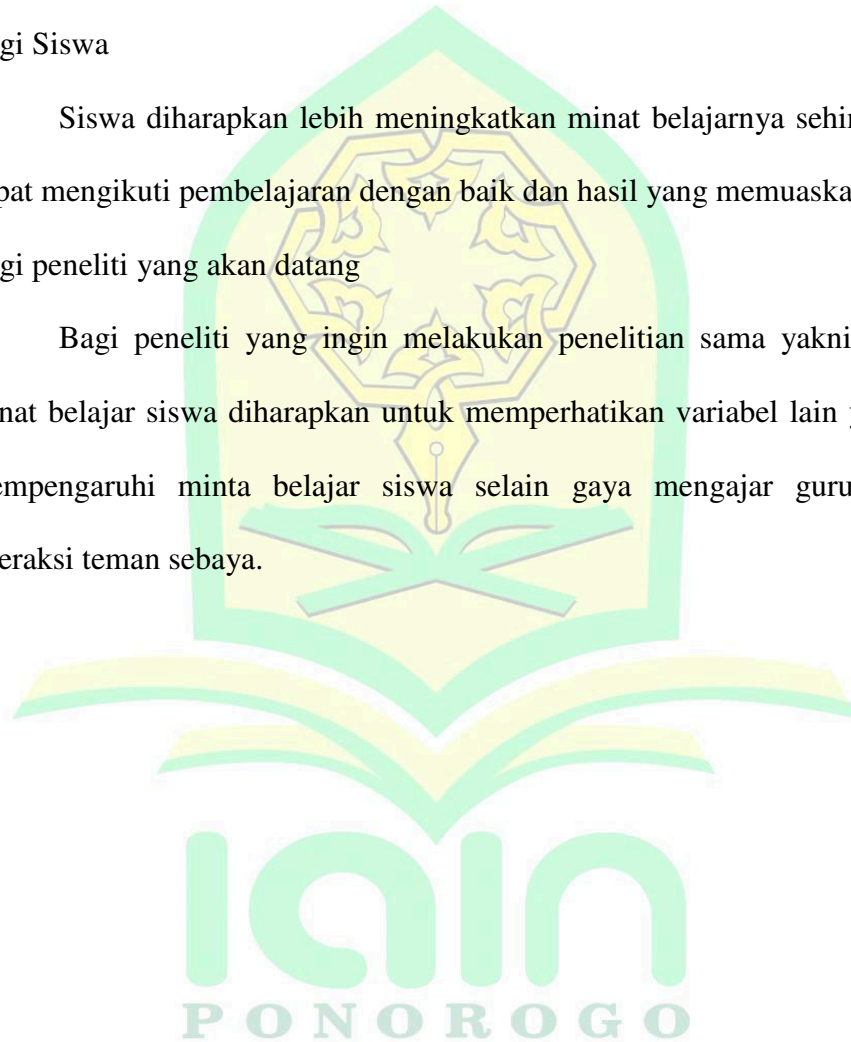 gi Siswa
Siswa diharapkan lebih meningkatkan minat belajarnya sehin
pat mengikuti pembelajaran dengan baik dan hasil yang memuaska
gi peneliti yang akan datang
Bagi peneliti yang ingin melakukan penelitian sama yakni
nat belajar siswa diharapkan untuk memperhatikan variabel lain y
empengaruhi minta belajar siswa selain gaya mengajar guru
eraksi teman sebaya.
iain
PONOROGO